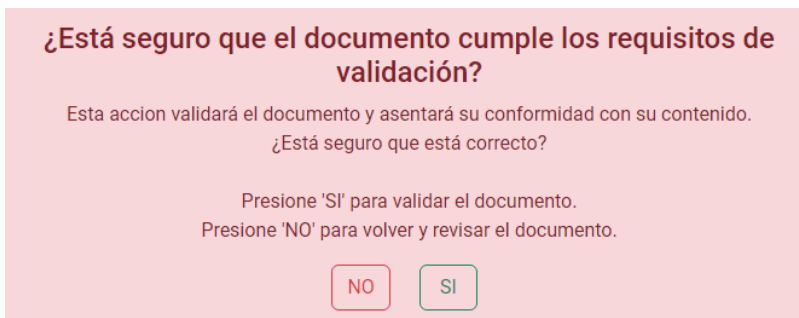 ¿Está seguro que el documento cumple los requisitos de
validación?
Esta accion validará el documento y asentará su conformidad con su contenido.
¿Está seguro que está correcto?
Presione 'SI' para validar el documento.
Presione 'NO' para volver y revisar el documento.
NO SI